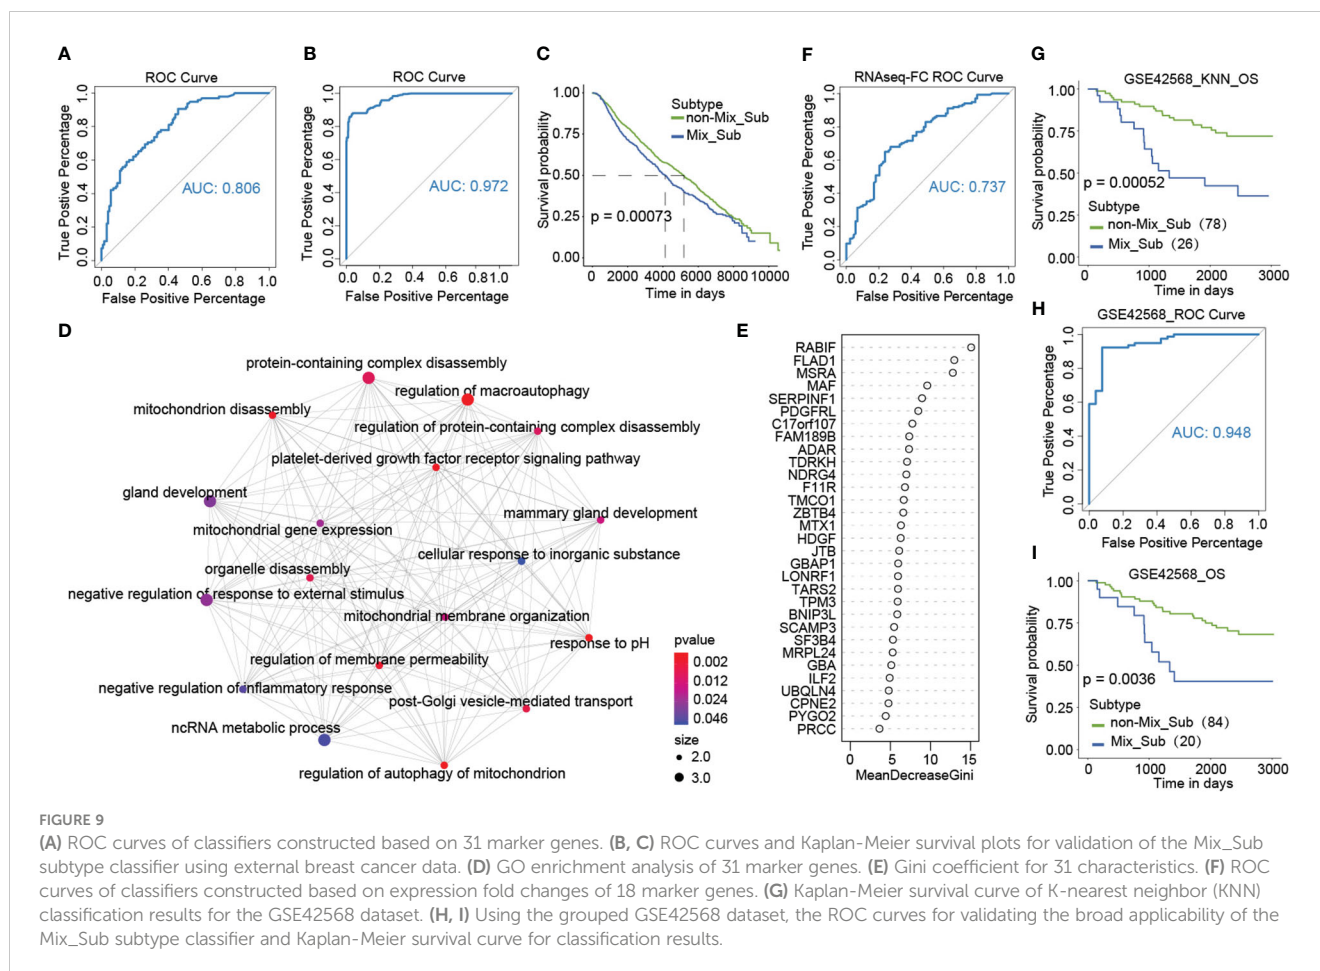 A
ROC Curve
True Postive Percentage
0.0 0.2 0.4 0.6 0.8 1.0
AUC: 0.806
0.0 0.2 0.4 0.6 0.8 1.0
False Positive Percentage
B
ROC Curve
True Postive Percentage
0.0 0.2 0.4 0.6 0.8 1.0
AUC: 0.972
0.0 0.2 0.4 0.6 0.8 1.0
False Positive Percentage
C
Survival probability
1.00
0.75
0.50
0.25
0.00
Subtype
non-Mix_Sub
Mix_Sub
p = 0.00073
0 2000 4000 6000 8000 10000
Time in days
F
RNAseq-FC ROC Curve
True Postive Percentage
0.0 0.2 0.4 0.6 0.8 1.0
AUC: 0.737
0.0 0.2 0.4 0.6 0.8 1.0
False Positive Percentage
G
GSE42568_KNN_OS
Survival probability
1.00
0.75
0.50
0.25
0.00
p = 0.00052
Subtype
non-Mix_Sub (78)
Mix_Sub (26)
0 1000 2000 3000
Time in days
D
protein-containing complex disassembly
regulation of macroautophagy
mitochondrion disassembly
regulation of protein-containing complex disassembly
platelet-derived growth factor receptor signaling pathway
gland development
mammary gland development
mitochondrial gene expression
cellular response to inorganic substance
organelle disassembly
negative regulation of response to external stimulus
mitochondrial membrane organization
response to pH
regulation of membrane permeability
negative regulation of inflammatory response
post-Golgi vesicle-mediated transport
ncRNA metabolic process
regulation of autophagy of mitochondrion
pvalue
0.002
0.012
0.024
0.046
size
2.0
3.0
E
RABIF
FLAD1
MSRA
MAF
SERPINF1
PDGFRL
C17orf107
FAM189B
ADAR
TDRKH
NDRG4
F11R
TMCO1
ZBTB4
MTX1
HDGF
JTB
GBAP1
LONRF1
TARS2
TPM3
BNIP3L
SCAMP3
SF3B4
MRPL24
GBA
ILF2
UBQLN4
CPNE2
PYGO2
PRCC
0 5 10 15
MeanDecreaseGini
H
GSE42568_ROC Curve
True Postive Percentage
0.0 0.2 0.4 0.6 0.8 1.0
AUC: 0.948
0.0 0.2 0.4 0.6 0.8 1.0
False Positive Percentage
I
GSE42568_OS
Survival probability
1.00
0.75
0.50
0.25
0.00
p = 0.0036
Subtype
non-Mix_Sub (84)
Mix_Sub (20)
0 1000 2000 3000
Time in days
FIGURE 9
(A) ROC curves of classifiers constructed based on 31 marker genes. (B, C) ROC curves and Kaplan-Meier survival plots for validation of the Mix_Sub
subtype classifier using external breast cancer data. (D) GO enrichment analysis of 31 marker genes. (E) Gini coefficient for 31 characteristics. (F) ROC
curves of classifiers constructed based on expression fold changes of 18 marker genes. (G) Kaplan-Meier survival curve of K-nearest neighbor (KNN)
classification results for the GSE42568 dataset. (H, I) Using the grouped GSE42568 dataset, the ROC curves for validating the broad applicability of the
Mix_Sub subtype classifier and Kaplan-Meier survival curve for classification results.